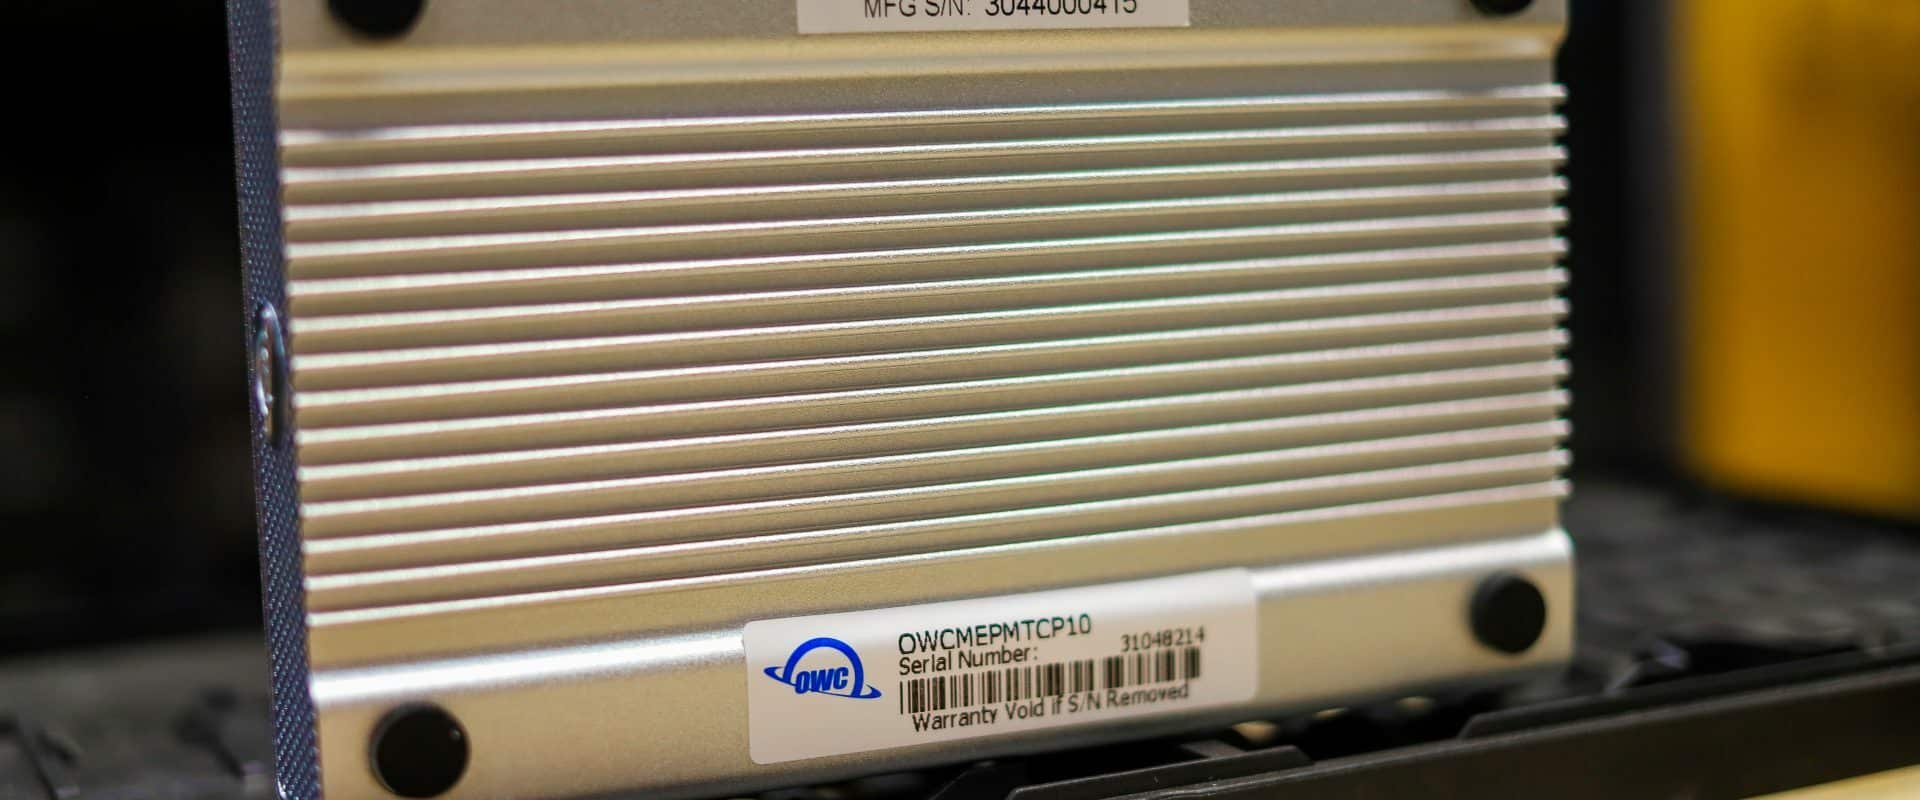 MFG S/N: 3044000415
OWC
OWCMEPMTCP10
Serial Number:
31048214
Warranty Void if S/N Removed